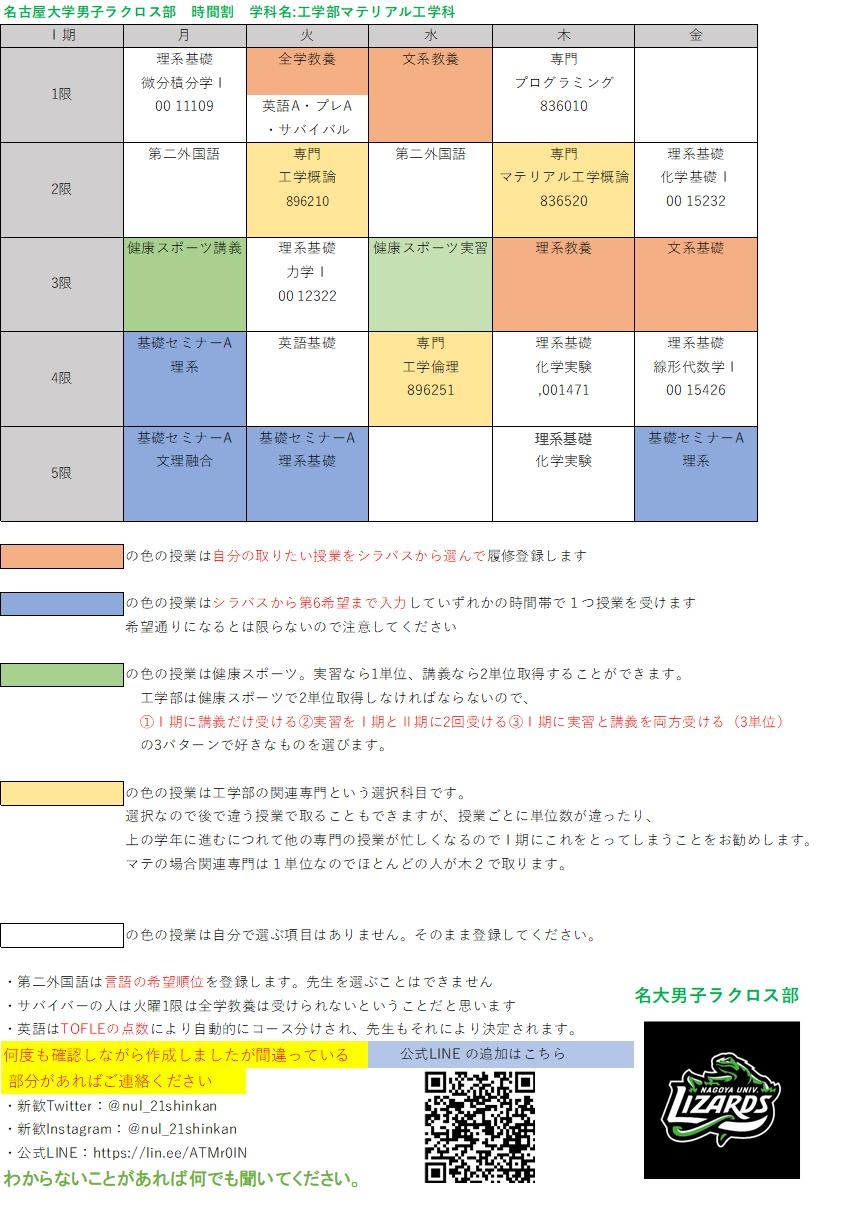 名古屋大学男子ラクロス部 時間割 学科名:工学部マテリアル工学科
Ⅰ期 月 火 水 木 金
1限
理系基礎
微分積分学Ⅰ
00 11109
全学教養
英語A・プレA
・サバイバル
文系教養
専門
プログラミング
836010
2限
第二外国語
専門
工学概論
896210
第二外国語
専門
マテリアル工学概論
836520
理系基礎
化学基礎Ⅰ
00 15232
3限
健康スポーツ講義
理系基礎
力学Ⅰ
00 12322
健康スポーツ実習
理系教養
文系基礎
4限
基礎セミナーA
理系
英語基礎
専門
工学倫理
896251
理系基礎
化学実験
,001471
理系基礎
線形代数学Ⅰ
00 15426
5限
基礎セミナーA
文理融合
基礎セミナーA
理系基礎
理系基礎
化学実験
基礎セミナーA
理系
の色の授業は自分の取りたい授業をシラバスから選んで履修登録します
の色の授業はシラバスから第6希望まで入力していずれかの時間帯で１つ授業を受けます
希望通りになるとは限らないので注意してください
の色の授業は健康スポーツ。実習なら1単位、講義なら2単位取得することができます。
工学部は健康スポーツで2単位取得しなければならないので、
①Ⅰ期に講義だけ受ける②実習をⅠ期とⅡ期に2回受ける③Ⅰ期に実習と講義を両方受ける（3単位）
の3パターンで好きなものを選びます。
の色の授業は工学部の関連専門という選択科目です。
選択なので後で違う授業で取ることもできますが、授業ごとに単位数が違ったり、
上の学年に進むにつれて他の専門の授業が忙しくなるのでⅠ期にこれをとってしまうことをお勧めします。
マテの場合関連専門は１単位なのでほとんどの人が木２で取ります。
の色の授業は自分で選ぶ項目はありません。そのまま登録してください。
・第二外国語は言語の希望順位を登録します。先生を選ぶことはできません
・サバイバーの人は火曜1限は全学教養は受けられないということだと思います
・英語はTOFLEの点数により自動的にコース分けされ、先生もそれにより決定されます。
何度も確認しながら作成しましたが間違っている
部分があればご連絡ください
・新歓Twitter：@nul_21shinkan
・新歓Instagram：@nul_21shinkan
・公式LINE：https://lin.ee/ATMr0IN
わからないことがあれば何でも聞いてください。
公式LINE の追加はこちら
名大男子ラクロス部
NAGOYA UNIV.
LIZARDS